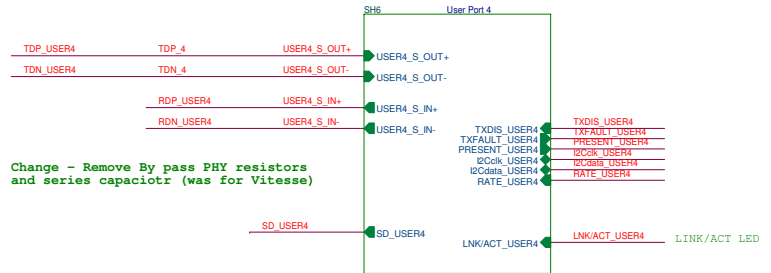 SH6 User Port 4
TDP_USER4 TDP_4 USER4_S_OUT+ USER4_S_OUT+
TDN_USER4 TDN_4 USER4_S_OUT- USER4_S_OUT-
RDP_USER4 USER4_S_IN+ USER4_S_IN+
RDN_USER4 USER4_S_IN- USER4_S_IN-
TXDIS_USER4 TXDIS_USER4
TXFAULT_USER4 TXFAULT_USER4
PRESENT_USER4 PRESENT_USER4
I2Cclk_USER4 I2Cclk_USER4
I2Cdata_USER4 I2Cdata_USER4
RATE_USER4 RATE_USER4
Change - Remove By pass PHY resistors
and series capaciotr (was for Vitesse)
SD_USER4 SD_USER4
LNK/ACT_USER4 LNK/ACT_USER4 LINK/ACT LED